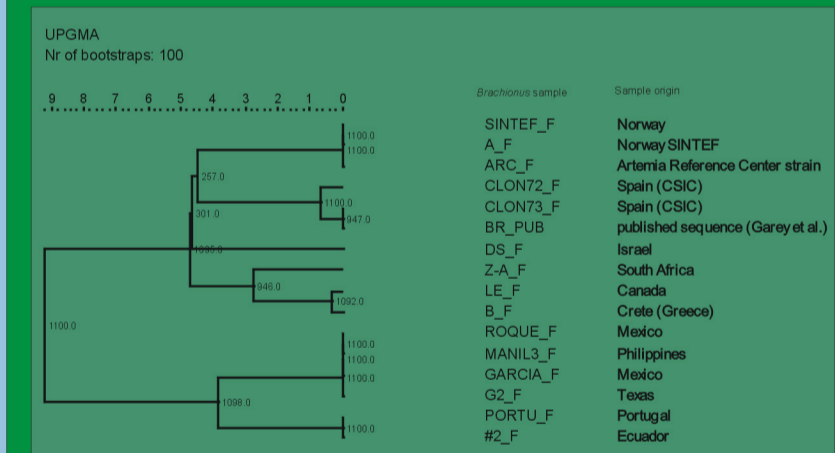 UPGMA
Nr of bootstraps: 100
9 8 7 6 5 4 3 2 1 0
Brachionus sample Sample origin
SINTEF_F Norway
1100.0
A_F Norway SINTEF
1100.0
ARC_F Artemia Reference Center strain
257.0
CLON72_F Spain (CSIC)
1100.0
CLON73_F Spain (CSIC)
301.0
947.0
BR_PUB published sequence (Garey et al.)
DS_F Israel
Z-A_F South Africa
946.0
LE_F Canada
1092.0
B_F Crete (Greece)
1100.0
ROQUE_F Mexico
1100.0
MANIL3_F Philippines
1100.0
GARCIA_F Mexico
1100.0
G2_F Texas
1098.0
PORTU_F Portugal
1100.0
#2_F Ecuador